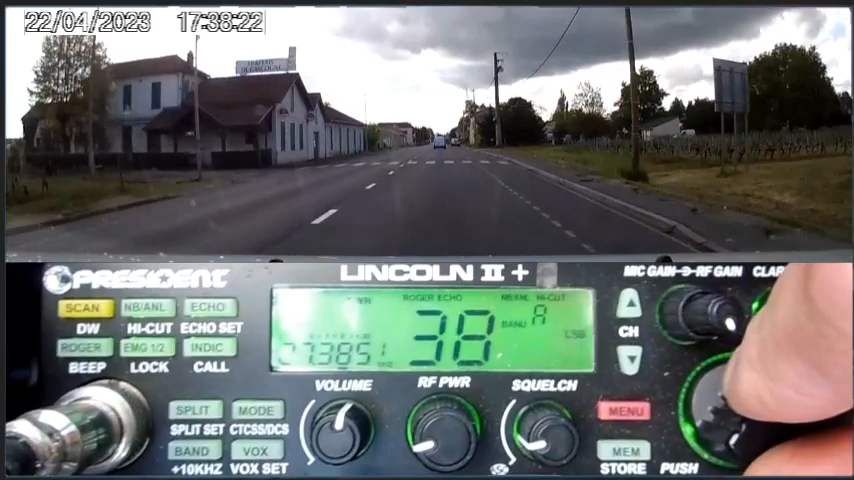 22/04/2023 17:38:22
PRESIDENT
LINCOLN II +
MIC GAIN RF GAIN CLAR
SCAN NB/ANL ECHO
DW HI-CUT ECHO SET
ROGER EMG 1/2 INDIC
BEEP LOCK CALL
ROGER ECHO NB/ANL HI-CUT
38 BAND A
LSB
CH
VOLUME RF PWR SQUELCH
SPLIT MODE
SPLIT SET CTCSS/DCS
BAND VOX
+10KHZ VOX SET
MENU
MEM
STORE PUSH